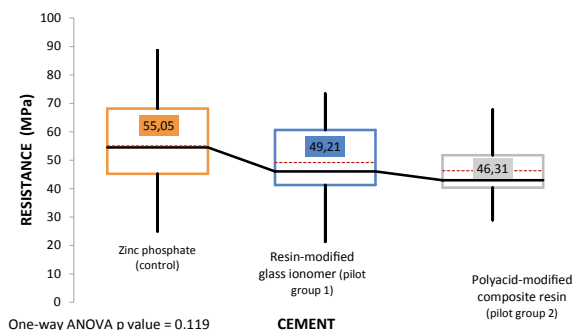 RESISTANCE (MPa)
100
90
80
70
60
50
40
30
20
10
0
55,05
49,21
46,31
Zinc phosphate
(control)
Resin-modified
glass ionomer (pilot
group 1)
Polyacid-modified
composite resin
(pilot group 2)
One-way ANOVA p value = 0.119
CEMENT